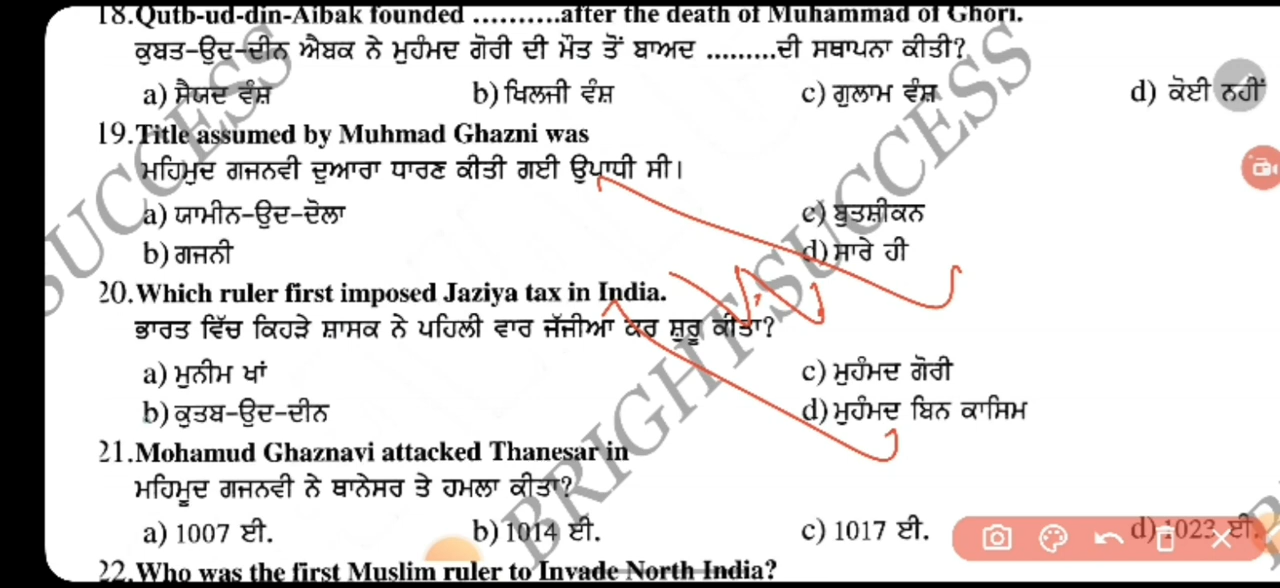 18.Qutb-ud-din-Aibak founded ..........after the death of Muhammad of Ghori.
ਕੁਬਤ-ਉਦ-ਦੀਨ ਐਬਕ ਨੇ ਮੁਹੰਮਦ ਗੋਰੀ ਦੀ ਮੌਤ ਤੋਂ ਬਾਅਦ .........ਦੀ ਸਥਾਪਨਾ ਕੀਤੀ?
a) ਸੈਯਦ ਵੰਸ਼ b) ਖਿਲਜੀ ਵੰਸ਼ c) ਗੁਲਾਮ ਵੰਸ਼ d) ਕੋਈ ਨਹੀਂ
19.Title assumed by Muhmad Ghazni was
ਮਹਿਮੁਦ ਗਜਨਵੀ ਦੁਆਰਾ ਧਾਰਣ ਕੀਤੀ ਗਈ ਉਪਾਧੀ ਸੀ।
a) ਯਾਮੀਨ-ਉਦ-ਦੋਲਾ c) ਬੁਤਸ਼ੀਕਨ
b) ਗਜਨੀ d) ਸਾਰੇ ਹੀ
20.Which ruler first imposed Jaziya tax in India.
ਭਾਰਤ ਵਿੱਚ ਕਿਹੜੇ ਸ਼ਾਸਕ ਨੇ ਪਹਿਲੀ ਵਾਰ ਜੱਜੀਆ ਕਰ ਸ਼ੁਰੂ ਕੀਤਾ?
a) ਮੁਨੀਮ ਖਾਂ c) ਮੁਹੰਮਦ ਗੋਰੀ
b) ਕੁਤਬ-ਉਦ-ਦੀਨ d) ਮੁਹੰਮਦ ਬਿਨ ਕਾਸਿਮ
21.Mohamud Ghaznavi attacked Thanesar in
ਮਹਿਮੂਦ ਗਜਨਵੀ ਨੇ ਥਾਨੇਸਰ ਤੇ ਹਮਲਾ ਕੀਤਾ?
a) 1007 ਈ. b) 1014 ਈ. c) 1017 ਈ. d) 1023 ਈ.
22.Who was the first Muslim ruler to Invade North India?
SUCCESS
BRIGHT SUCCESS